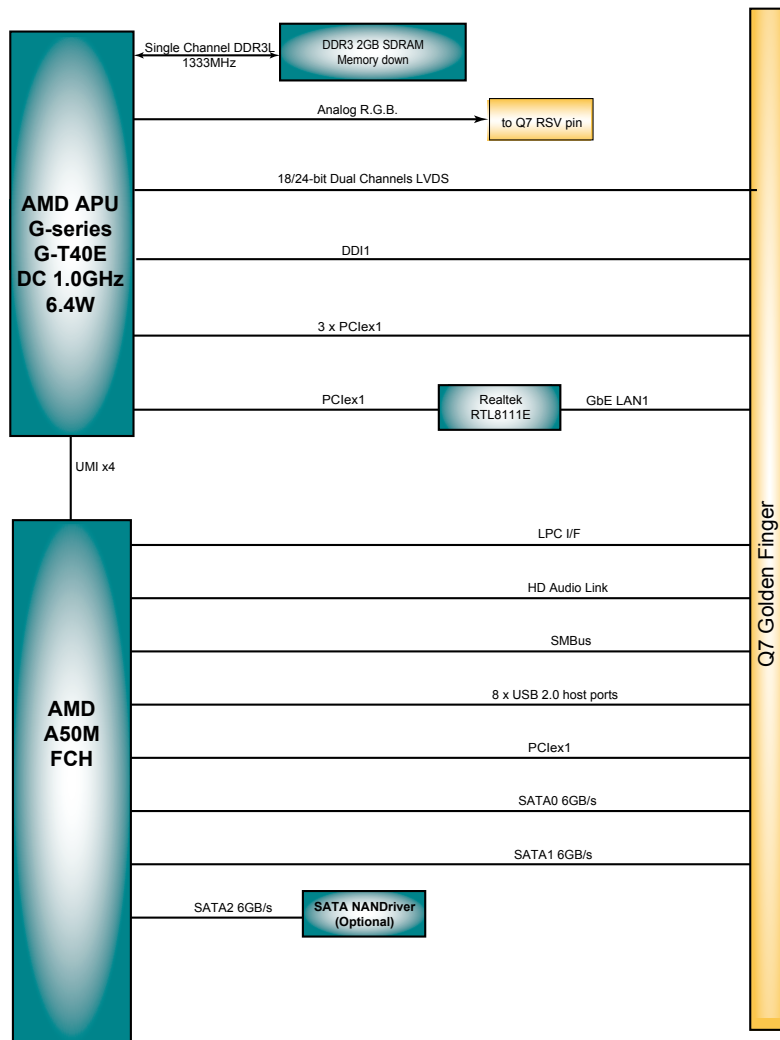 Single Channel DDR3L
1333MHz
DDR3 2GB SDRAM
Memory down
Analog R.G.B.
to Q7 RSV pin
18/24-bit Dual Channels LVDS
AMD APU
G-series
G-T40E
DC 1.0GHz
6.4W
DDI1
3 x PCIex1
PCIex1
Realtek
RTL8111E
GbE LAN1
UMI x4
Q7 Golden Finger
LPC I/F
HD Audio Link
SMBus
8 x USB 2.0 host ports
AMD
A50M
FCH
PCIex1
SATA0 6GB/s
SATA1 6GB/s
SATA2 6GB/s
SATA NANDriver
(Optional)